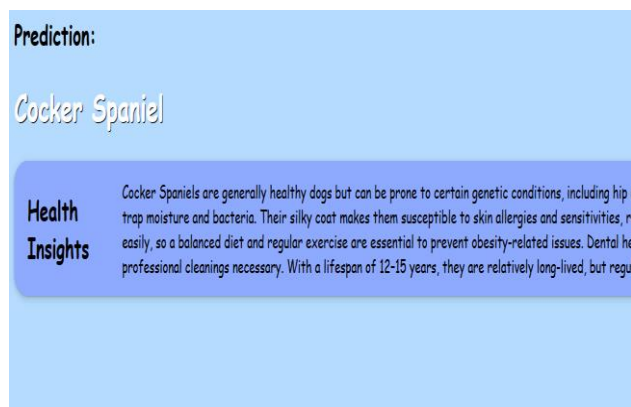 Prediction:
Cocker Spaniel
Health
Insights
Cocker Spaniels are generally healthy dogs but can be prone to certain genetic conditions, including hip
trap moisture and bacteria. Their silky coat makes them susceptible to skin allergies and sensitivities,
easily, so a balanced diet and regular exercise are essential to prevent obesity-related issues. Dental
professional cleanings necessary. With a lifespan of 12-15 years, they are relatively long-lived, but